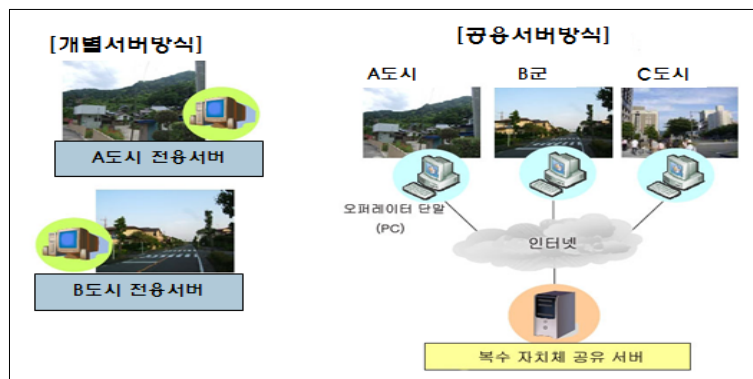 [개별서버방식]
A도시 전용서버
B도시 전용서버
[공용서버방식]
A도시
B군
C도시
오퍼레이터 단말
(PC)
인터넷
복수 자치체 공유 서버